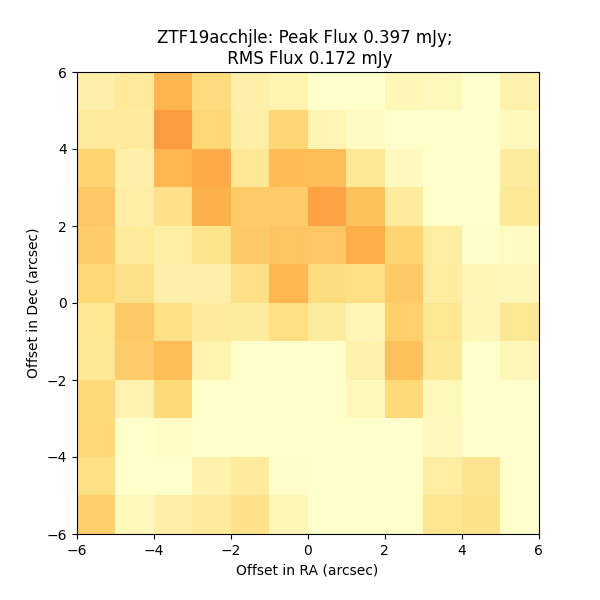 ZTF19acchjle: Peak Flux 0.397 mJy;
RMS Flux 0.172 mJy
6
4
2
0
−2
−4
−6
Offset in Dec (arcsec)
−6 −4 −2 0 2 4 6
Offset in RA (arcsec)